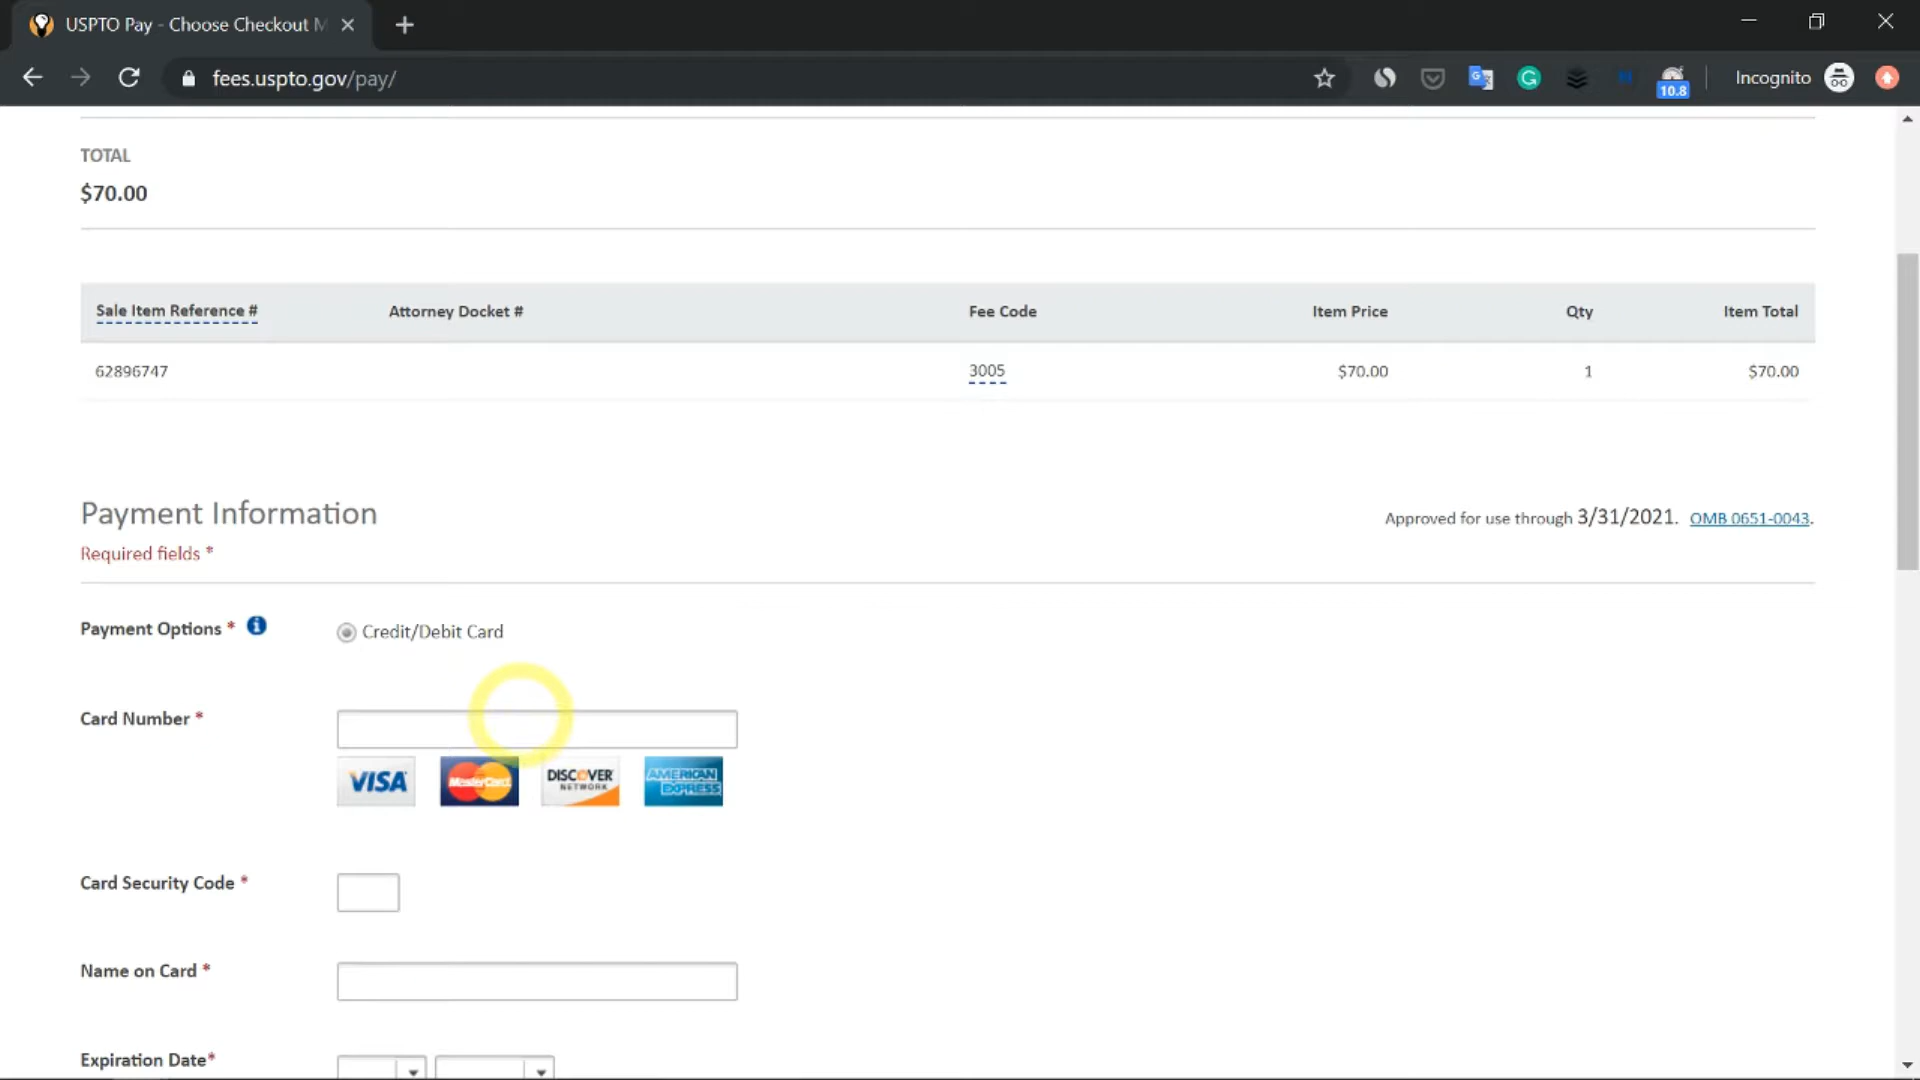 USPTO Pay - Choose Checkout M
fees.uspto.gov/pay/
10.8
Incognito
TOTAL
$70.00
Sale Item Reference # Attorney Docket # Fee Code Item Price Qty Item Total
62896747 3005 $70.00 1 $70.00
Payment Information
Approved for use through 3/31/2021. OMB 0651-0043.
Required fields *
Payment Options * Credit/Debit Card
Card Number *
VISA MasterCard DISCOVER NETWORK AMERICAN EXPRESS
Card Security Code *
Name on Card *
Expiration Date*